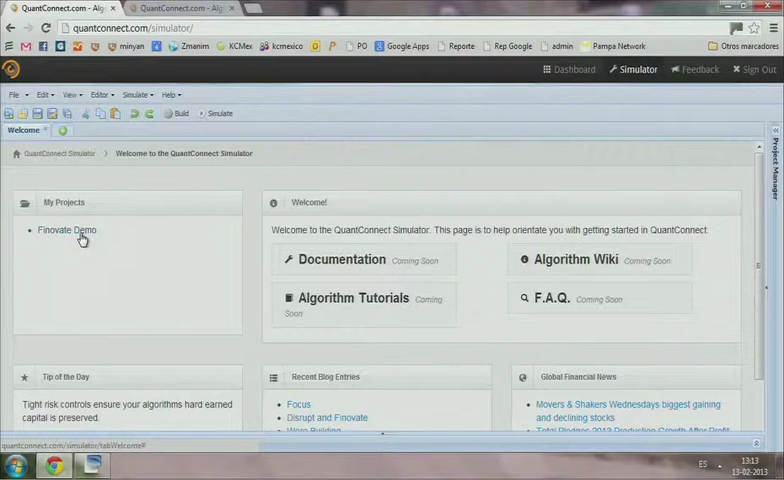 QuantConnect.com - Alg
QuantConnect.com - Algo
quantconnect.com/simulator/
minyan
Zmanim
KCMex
kcmexico
PO
Google Apps
Reporte
Rep Google
admin
Pampa Network
Otros marcadores
Dashboard
Simulator
Feedback
Sign Out
File
Edit
View
Editor
Simulate
Help
Build
Simulate
Welcome
Project Manager
QuantConnect Simulator
Welcome to the QuantConnect Simulator
My Projects
Finovate Demo
Welcome!
Welcome to the QuantConnect Simulator. This page is to help orientate you with getting started in QuantConnect.
Documentation Coming Soon
Algorithm Wiki Coming Soon
Algorithm Tutorials Coming
Soon
F.A.Q. Coming Soon
Tip of the Day
Tight risk controls ensure your algorithms hard earned
capital is preserved.
Recent Blog Entries
Focus
Disrupt and Finovate
Global Financial News
Movers & Shakers Wednesdays biggest gaining
and declining stocks
quantconnect.com/simulator/tabWelcome#
ES
13:13
13-02-2013